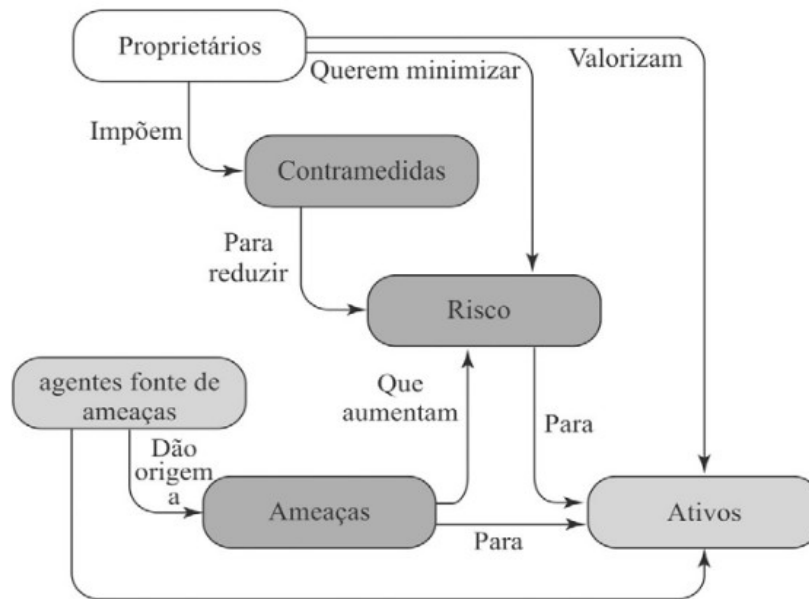 Proprietários
Valorizam
Querem minimizar
Impõem
Contramedidas
Para
reduzir
Risco
agentes fonte de
ameaças
Que
aumentam
Para
Dão
origem
a
Ameaças
Para
Ativos